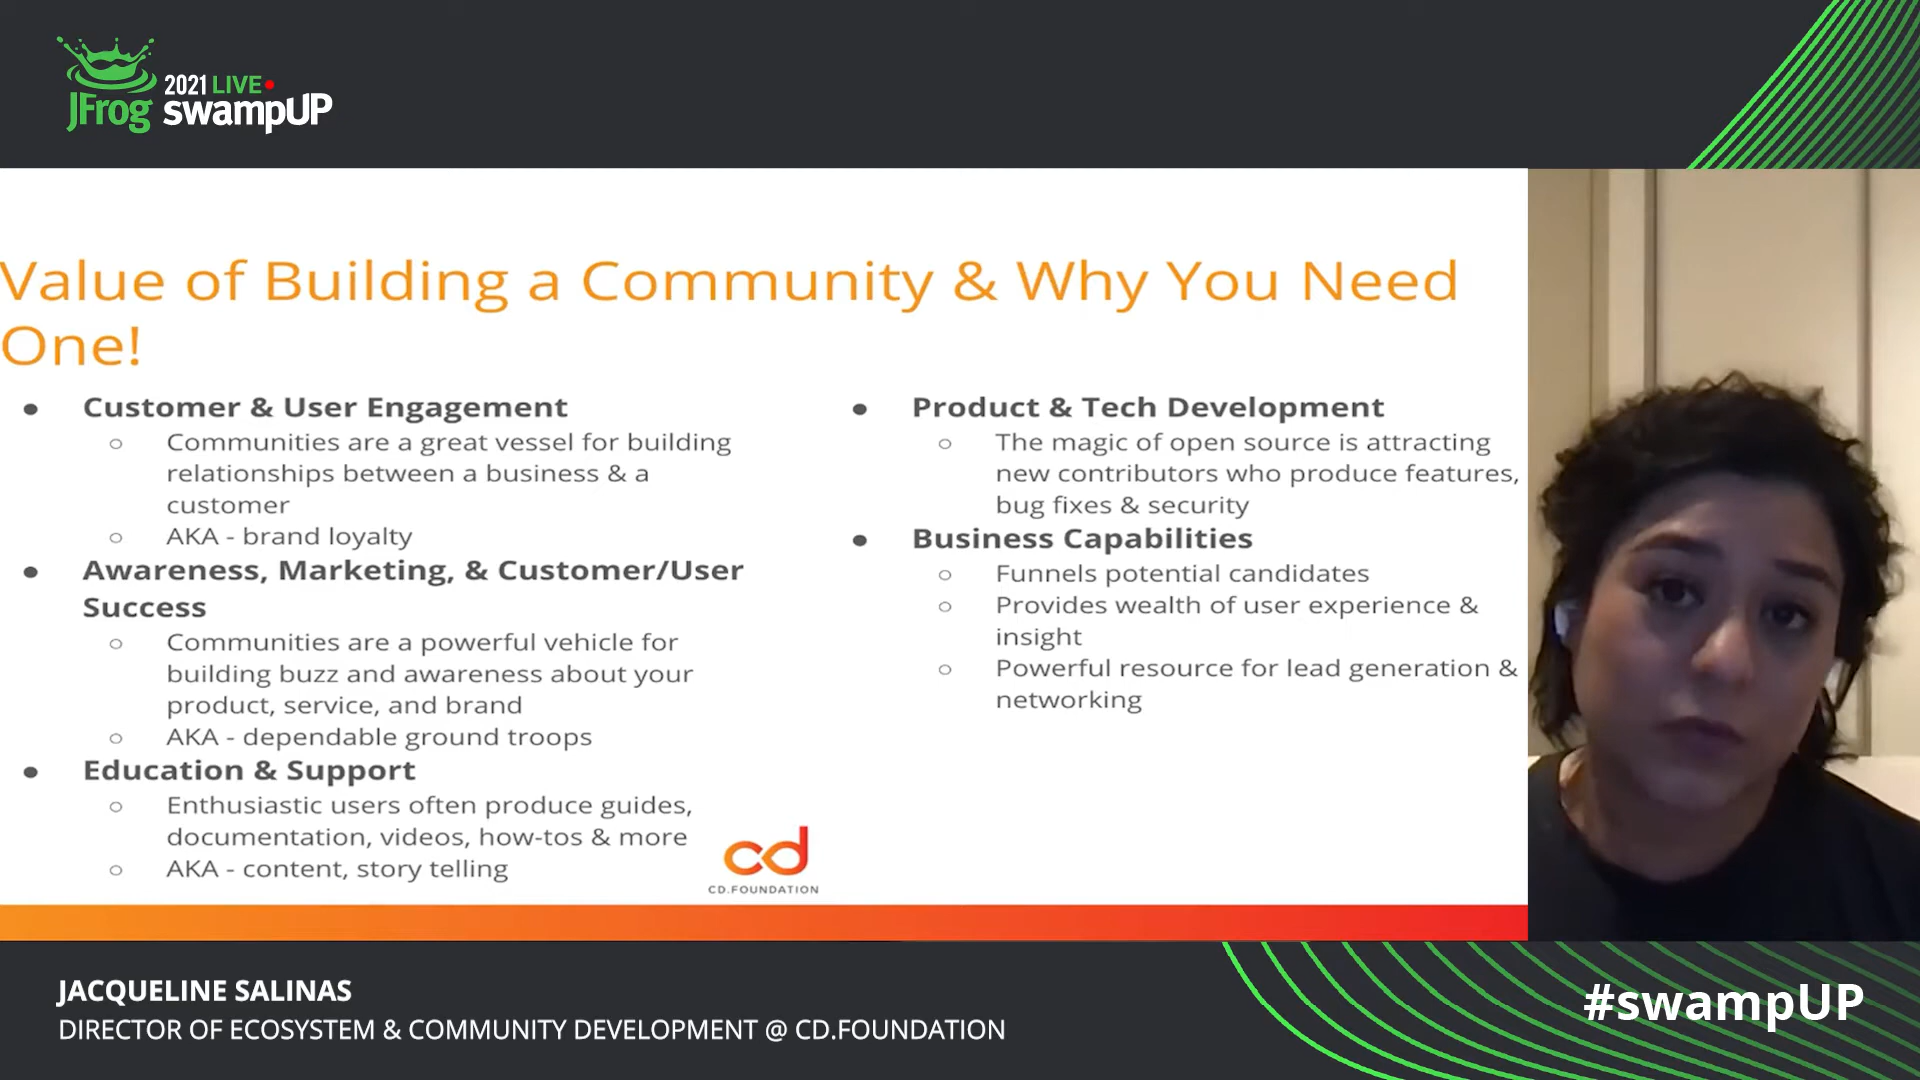 2021 LIVE
JFrog swampUP
Value of Building a Community & Why You Need
One!
Customer & User Engagement
Communities are a great vessel for building
relationships between a business & a
customer
AKA - brand loyalty
Awareness, Marketing, & Customer/User
Success
Communities are a powerful vehicle for
building buzz and awareness about your
product, service, and brand
AKA - dependable ground troops
Education & Support
Enthusiastic users often produce guides,
documentation, videos, how-tos & more
AKA - content, story telling
Product & Tech Development
The magic of open source is attracting
new contributors who produce features,
bug fixes & security
Business Capabilities
Funnels potential candidates
Provides wealth of user experience &
insight
Powerful resource for lead generation &
networking
cd
CD.FOUNDATION
JACQUELINE SALINAS
DIRECTOR OF ECOSYSTEM & COMMUNITY DEVELOPMENT @ CD.FOUNDATION
#swampUP